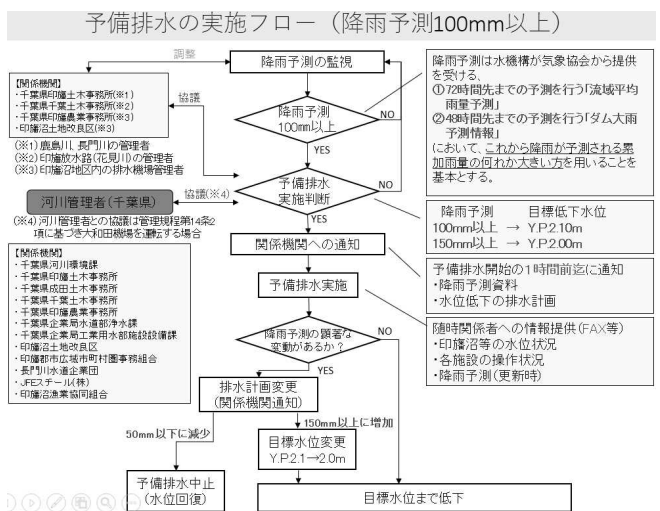 予備排水の実施フロー（降雨予測100mm以上）
調整
降雨予測の監視
【関係機関】
・千葉県印旛土木事務所(※1)
・千葉県千葉土木事務所(※2)
・千葉県印旛農業事務所(※3)
・印旛沼土地改良区(※3)
協議
(※1)鹿島川、長門川の管理者
(※2)印旛放水路(花見川)の管理者
(※3)印旛沼地区内の排水機場管理者
降雨予測
100mm以上
NO
YES
河川管理者(千葉県)
協議(※4)
(※4)河川管理者との協議は管理規程第14条2
項に基づき大和田機場を運転する場合
予備排水
実施判断
NO
YES
【関係機関】
・千葉県河川環境課
・千葉県印旛土木事務所
・千葉県成田土木事務所
・千葉県千葉土木事務所
・千葉県印旛農業事務所
・千葉県企業局水道部浄水課
・千葉県企業局工業用水部施設設備課
・印旛沼土地改良区
・印旛郡市広域市町村圏事務組合
・長門川水道企業団
・JFEスチール(株)
・印旛沼漁業協同組合
関係機関への通知
予備排水実施
降雨予測の顕著な
変動があるか？
NO
YES
排水計画変更
(関係機関通知)
50mm以下に減少
150mm以上に増加
目標水位変更
Y.P.2.1→2.0m
予備排水中止
(水位回復)
目標水位まで低下
降雨予測は水機構が気象協会から提供
を受ける、
①72時間先までの予測を行う「流域平均
雨量予測」
②48時間先までの予測を行う「ダム大雨
予測情報」
において、これから降雨が予測される累
加雨量の何れか大きい方を用いることを
基本とする。
降雨予測　　目標低下水位
100mm以上 → Y.P.2.10m
150mm以上 → Y.P.2.00m
予備排水開始の1時間前迄に通知
・降雨予測資料
・水位低下の排水計画
随時関係者への情報提供(FAX等)
・印旛沼等の水位状況
・各施設の操作状況
・降雨予測(更新時)